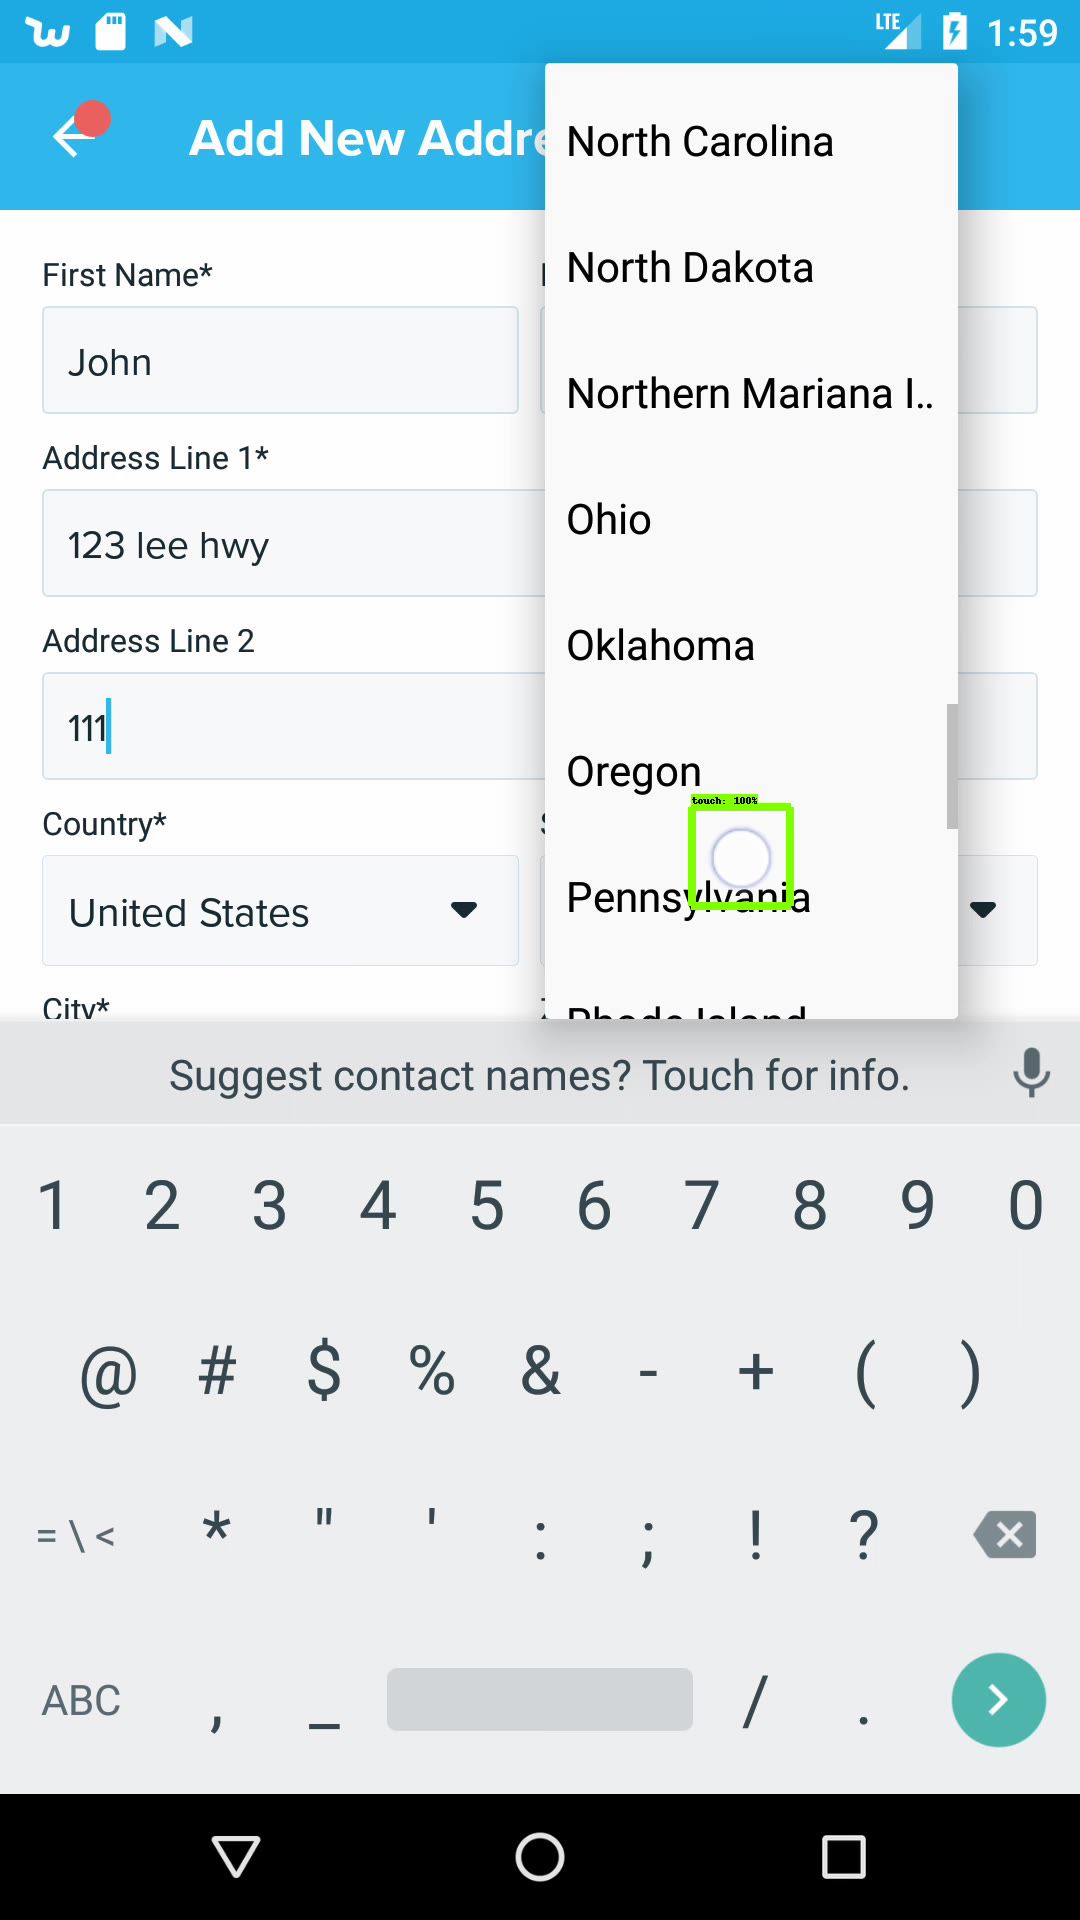 LTE 1:59
Add New Addre
North Carolina
North Dakota
First Name*
John
Northern Mariana I..
Address Line 1*
123 lee hwy
Ohio
Address Line 2
111
Oklahoma
Oregon
touch: 100%
Country*
United States
Pennsylvania
City*
Rhode Island
Suggest contact names? Touch for info.
1 2 3 4 5 6 7 8 9 0
@ # $ % & - + ( )
= \ < * " ' : ; ! ?
ABC , _ / .